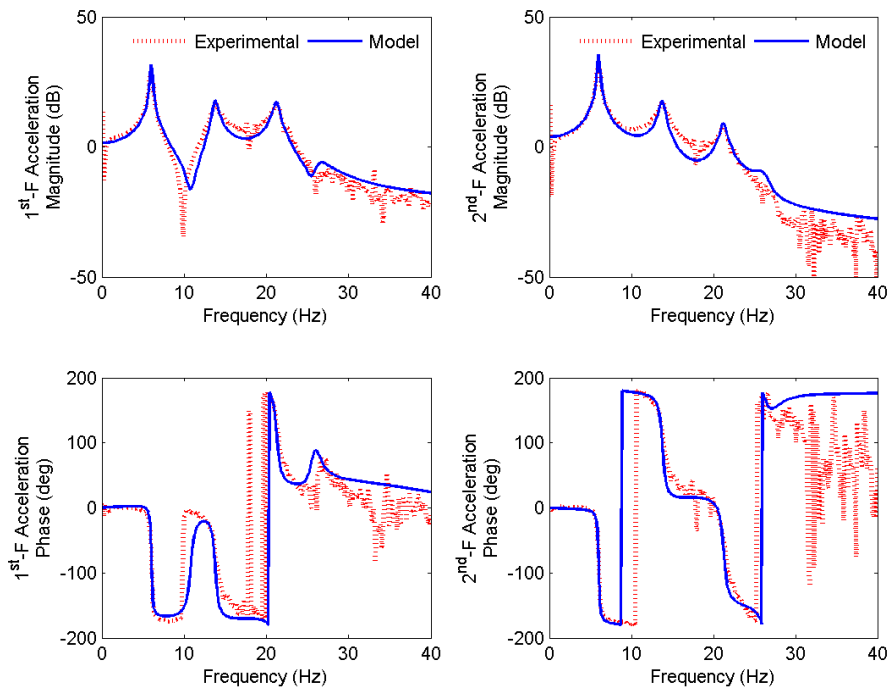 Experimental Model
50
0
-50
0 10 20 30 40
Frequency (Hz)
1st-F Acceleration
Magnitude (dB)
Experimental Model
50
0
-50
0 10 20 30 40
Frequency (Hz)
2nd-F Acceleration
Magnitude (dB)
200
100
0
-100
-200
0 10 20 30 40
Frequency (Hz)
1st-F Acceleration
Phase (deg)
200
100
0
-100
-200
0 10 20 30 40
Frequency (Hz)
2nd-F Acceleration
Phase (deg)